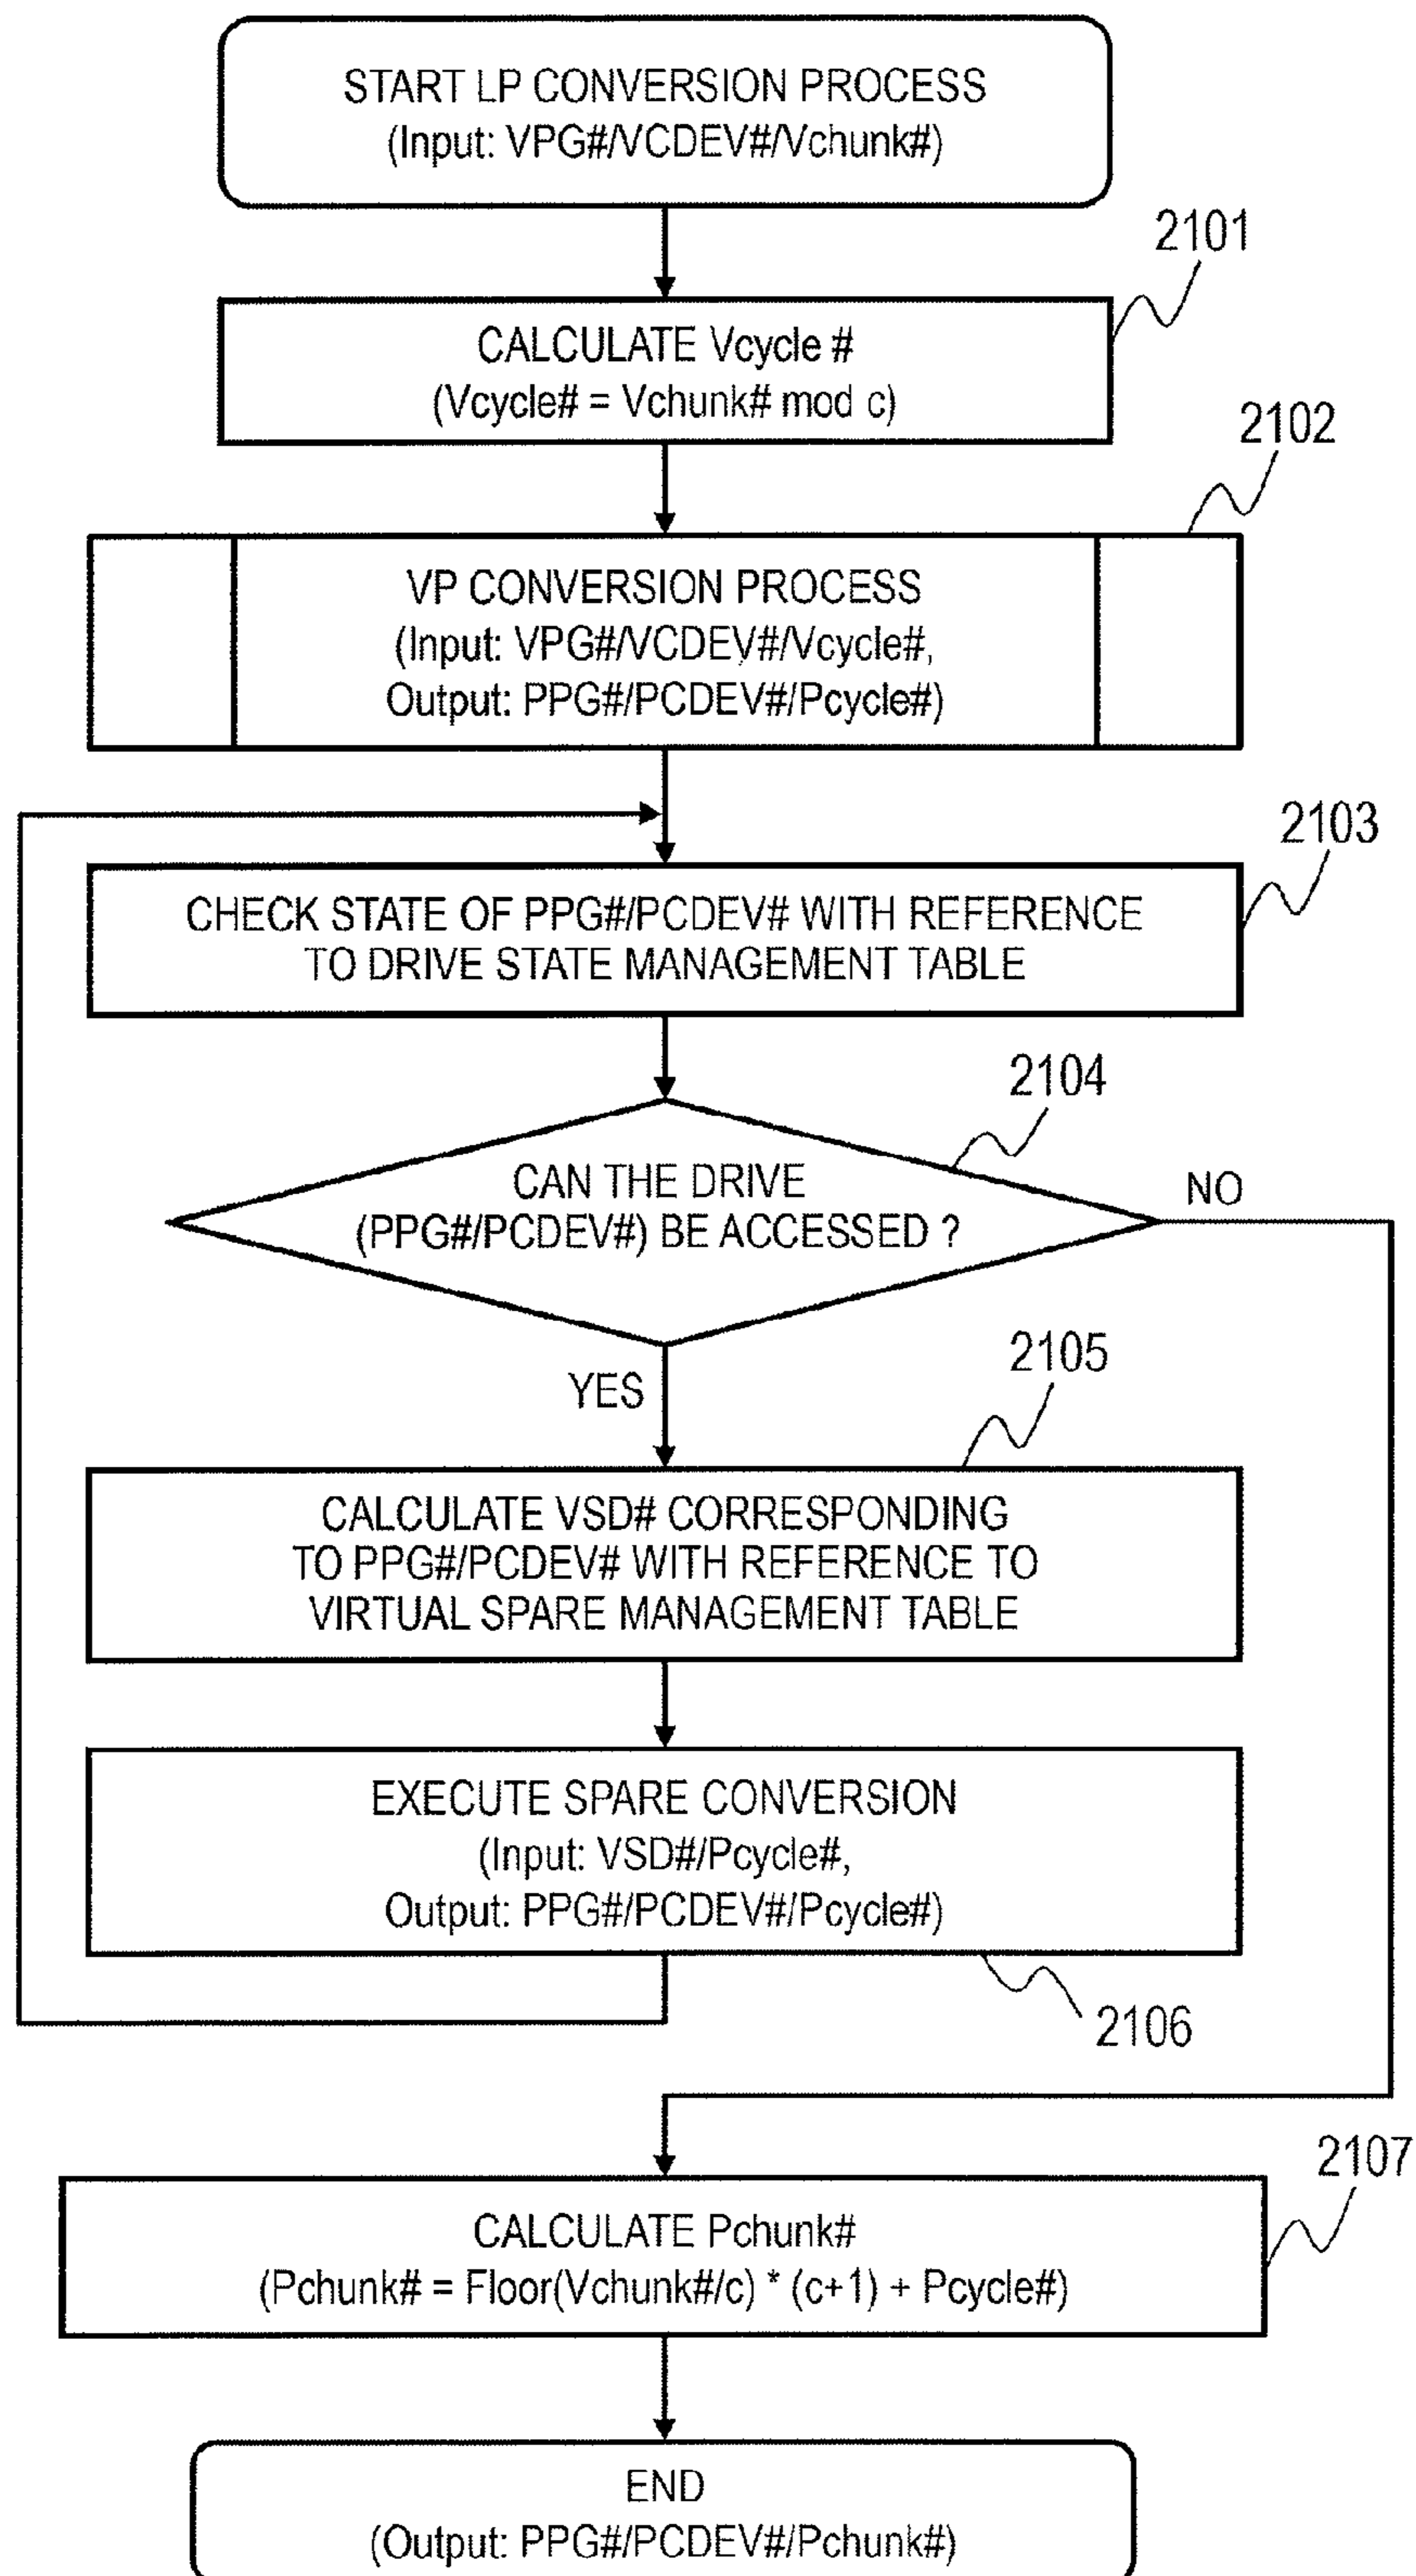 START LP CONVERSION PROCESS
(Input: VPG#/VCDEV#/Vchunk#)
2101
CALCULATE Vcycle #
(Vcycle# = Vchunk# mod c)
2102
VP CONVERSION PROCESS
(Input: VPG#/VCDEV#/Vcycle#,
Output: PPG#/PCDEV#/Pcycle#)
2103
CHECK STATE OF PPG#/PCDEV# WITH REFERENCE
TO DRIVE STATE MANAGEMENT TABLE
2104
CAN THE DRIVE
(PPG#/PCDEV#) BE ACCESSED ?
NO
YES
2105
CALCULATE VSD# CORRESPONDING
TO PPG#/PCDEV# WITH REFERENCE TO
VIRTUAL SPARE MANAGEMENT TABLE
EXECUTE SPARE CONVERSION
(Input: VSD#/Pcycle#,
Output: PPG#/PCDEV#/Pcycle#)
2106
2107
CALCULATE Pchunk#
(Pchunk# = Floor(Vchunk#/c) * (c+1) + Pcycle#)
END
(Output: PPG#/PCDEV#/Pchunk#)